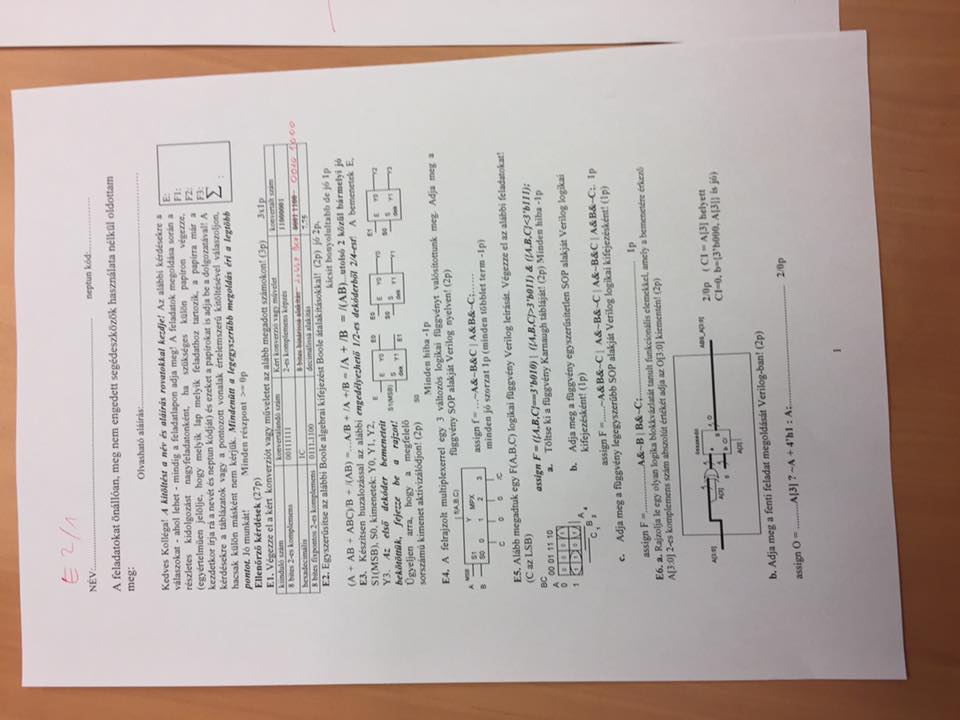 E 2/1
NÉV:
neptun kód:
A feladatokat önállóan, meg nem engedett segédeszközök használata nélkül oldottam
meg:
Olvasható aláírás:
Kedves Kolléga! A kitöltést a név és aláírás rovatokkal kezdje! Az alábbi kérdésekre a
válaszokat - ahol lehet - mindig a feladatlapon adja meg! A feladatok megoldása során a
részletes kidolgozást nagyfeladatonként, ha szükséges külön papíron végezze,
(egyértelműen jelölje, hogy melyik lap melyik feladathoz tartozik, a papírra már a
kezdetkor írja rá a nevét és neptun kódját) és ezeket a papírokat is adja be a dolgozatával! A
kérdésekre a táblázatok vagy a pontozott vonalak értelemszerű kitöltésével válaszoljon,
hacsak külön másként nem kérjük. Mindenütt a legegyszerűbb megoldás éri a legtöbb
pontot. Jó munkát! Minden részpont >= 0p
E:
F1:
F2:
F3:
Σ :
Ellenőrző kérdések (27p)
E1. Végezze el a kért konverziót vagy műveletet az alább megadott számokon! (3p) 3x1p
kiinduló szám konvertálandó szám Kért konverzió vagy művelet konvertált szám
8 bites 2-es komplemens 00111111 2-es komplemens képzés 11000001
hexadecimális 1C 8 bites binárissá alakítás 0001 1100 0010 1000
8 bites fixpontos 2-es komplemens 0111.1100 decimálissá alakítás 7.75
E2. Egyszerűsítse az alábbi Boole algebrai kifejezést Boole átalakításokkal! (2p) jó 2p,
kicsit bonyolultabb de jó 1p
(A + AB + ABC)/B + /(AB) =...A/B + /A +/B = /A + /B = /(AB)...utolsó 2 közül bármelyi jó
E3. Készítsen huzalozással az alábbi engedélyezhető 1/2-es dekóderből 2/4-est! A bemenetek E,
S1(MSB), S0, kimenetek: Y0, Y1, Y2,
Y3. Az első dekóder bemeneteit
bekötöttük, fejezze be a rajzot!
Ügyeljen arra, hogy a megfelelő
sorszámú kimenet aktivizálódjon! (2p)
E E0 E0 Y0 E1 Y2
E Y0 E Y0 E Y0
S1(MSB) S S0 S S0 S
dek Y1 E1 dek Y1 Y1 dek Y1 Y3
S0
Minden hiba -1p
E4. A felrajzolt multiplexerrel egy 3 változós logikai függvényt valósítottunk meg. Adja meg a
függvény SOP alakját Verilog nyelven! (2p)
f(A,B,C)
A MSB S1 Y MPX
B S0 0 1 2 3
C 0 0 /C
assign f = ...~A&~B&C | A&B&~C;......
minden jó szorzat 1p (minden többlet term -1p)
E5. Alább megadtuk egy F(A,B,C) logikai függvény Verilog leírását. Végezze el az alábbi feladatokat!
(C az LSB)
assign F = ({A,B,C}==3'b010) | ({A,B,C}>3'b011) & ({A,B,C}<3'b111);
BC
A 00 01 11 10
0 0 0 0 1
1 1 1 0 1
A
B
C
a. Töltse ki a függvény Karnaugh tábláját! (2p) Minden hiba -1p
b. Adja meg a függvény egyszerűsítetlen SOP alakját Verilog logikai
kifejezésként! (1p)
assign F =.....~A&B&~C | A&~B&~C | A&~B&C | A&B&~C;. 1p
c. Adja meg a függvény legegyszerűbb SOP alakját Verilog logikai kifejezésként! (1p)
assign F =...............A&~B | B&~C;............... 1p
E6. a. Rajzolja le egy olyan logika blokkvázlatát tanult funkcionális elemekkel, amely a bemenetére érkező
A[3:0] 2-es komplemens szám abszolút értékét adja az O[3:0] kiementén! (2p)
A[3:0]
A[3]
összeadó
a
b CI
S
O
A[3]
ABS_A[3:0]
2/0p ( CI = A[3] helyett
CI=0, b={3'b000, A[3]} is jó)
b. Adja meg a fenti feladat megoldását Verilog-ban! (2p)
assign O = .........A[3] ? ~A + 4'h1 : A;............... 2/0p
1